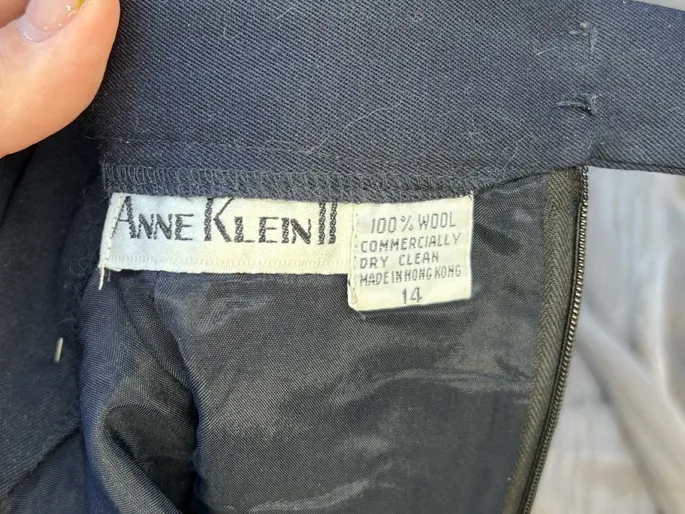 ANNE KLEIN II
100% WOOL
COMMERCIALLY
DRY CLEAN
MADE IN HONG KONG
14